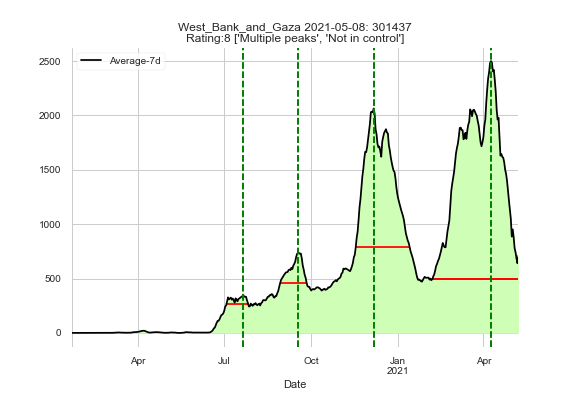 West_Bank_and_Gaza 2021-05-08: 301437
Rating:8 ['Multiple peaks', 'Not in control']
Average-7d
2500
2000
1500
1000
500
0
Apr
Jul
Oct
Jan
2021
Apr
Date